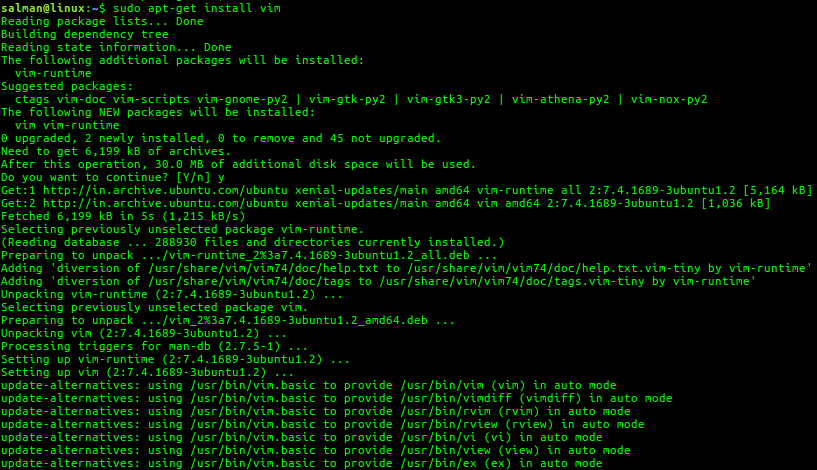 salman@linux:~$ sudo apt-get install vim
Reading package lists... Done
Building dependency tree
Reading state information... Done
The following additional packages will be installed:
  vim-runtime
Suggested packages:
  ctags vim-doc vim-scripts vim-gnome-py2 | vim-gtk-py2 | vim-gtk3-py2 | vim-athena-py2 | vim-nox-py2
The following NEW packages will be installed:
  vim vim-runtime
0 upgraded, 2 newly installed, 0 to remove and 45 not upgraded.
Need to get 6,199 kB of archives.
After this operation, 30.0 MB of additional disk space will be used.
Do you want to continue? [Y/n] y
Get:1 http://in.archive.ubuntu.com/ubuntu xenial-updates/main amd64 vim-runtime all 2:7.4.1689-3ubuntu1.2 [5,164 kB]
Get:2 http://in.archive.ubuntu.com/ubuntu xenial-updates/main amd64 vim amd64 2:7.4.1689-3ubuntu1.2 [1,036 kB]
Fetched 6,199 kB in 5s (1,215 kB/s)
Selecting previously unselected package vim-runtime.
(Reading database ... 288930 files and directories currently installed.)
Preparing to unpack .../vim-runtime_2%3a7.4.1689-3ubuntu1.2_all.deb ...
Adding 'diversion of /usr/share/vim/vim74/doc/help.txt to /usr/share/vim/vim74/doc/help.txt.vim-tiny by vim-runtime'
Adding 'diversion of /usr/share/vim/vim74/doc/tags to /usr/share/vim/vim74/doc/tags.vim-tiny by vim-runtime'
Unpacking vim-runtime (2:7.4.1689-3ubuntu1.2) ...
Selecting previously unselected package vim.
Preparing to unpack .../vim_2%3a7.4.1689-3ubuntu1.2_amd64.deb ...
Unpacking vim (2:7.4.1689-3ubuntu1.2) ...
Processing triggers for man-db (2.7.5-1) ...
Setting up vim-runtime (2:7.4.1689-3ubuntu1.2) ...
Setting up vim (2:7.4.1689-3ubuntu1.2) ...
update-alternatives: using /usr/bin/vim.basic to provide /usr/bin/vim (vim) in auto mode
update-alternatives: using /usr/bin/vim.basic to provide /usr/bin/vimdiff (vimdiff) in auto mode
update-alternatives: using /usr/bin/vim.basic to provide /usr/bin/rvim (rvim) in auto mode
update-alternatives: using /usr/bin/vim.basic to provide /usr/bin/rview (rview) in auto mode
update-alternatives: using /usr/bin/vim.basic to provide /usr/bin/vi (vi) in auto mode
update-alternatives: using /usr/bin/vim.basic to provide /usr/bin/view (view) in auto mode
update-alternatives: using /usr/bin/vim.basic to provide /usr/bin/ex (ex) in auto mode